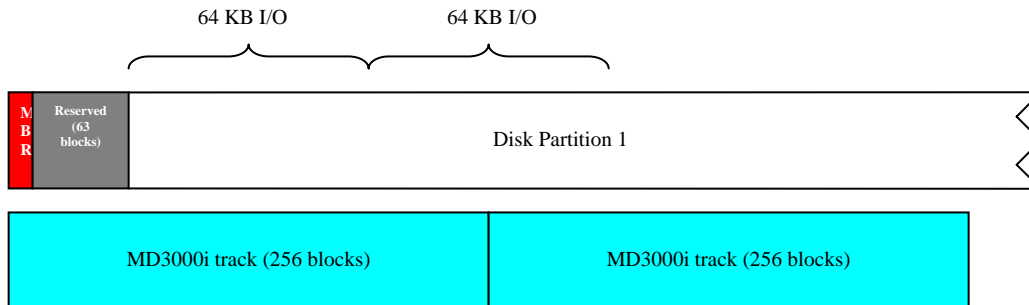 64 KB I/O 64 KB I/O
M
B
R
Reserved
(63
blocks)
Disk Partition 1
MD3000i track (256 blocks) MD3000i track (256 blocks)